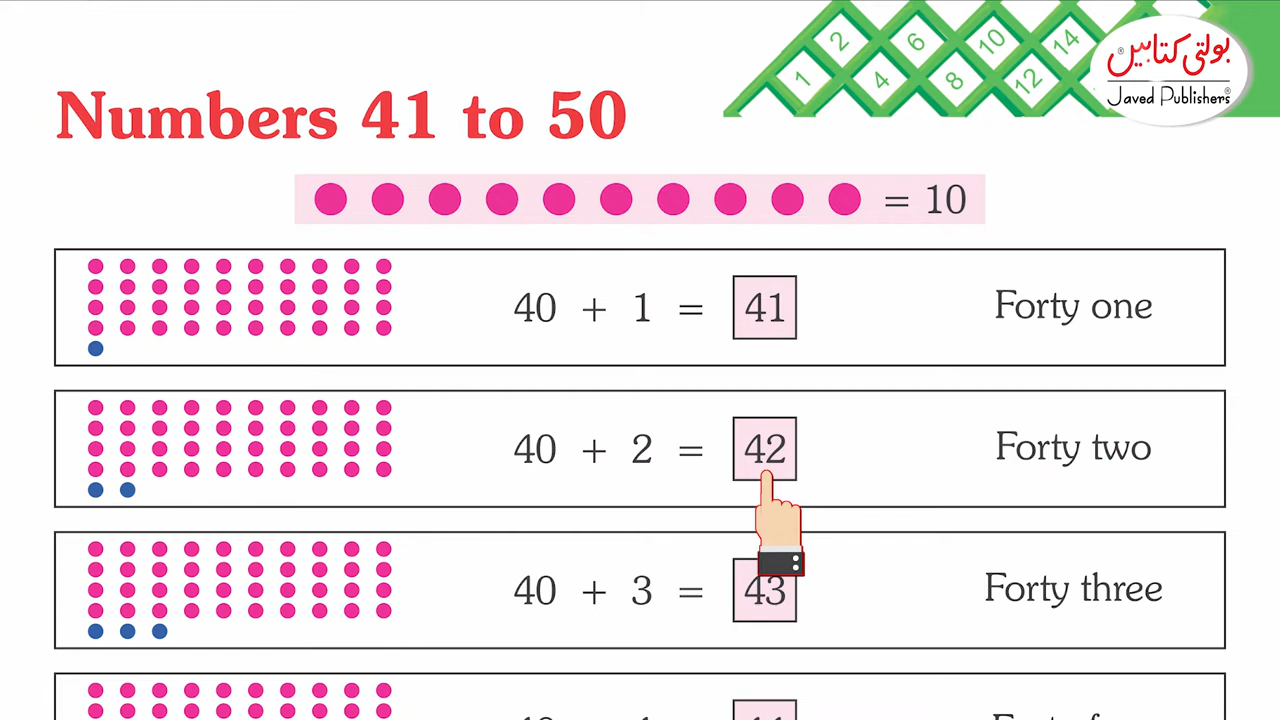 2 6 10 14
1 4 8 12
بولتی کتابیں
Javed Publishers
Numbers 41 to 50
= 10
40 + 1 = 41 Forty one
40 + 2 = 42 Forty two
40 + 3 = 43 Forty three